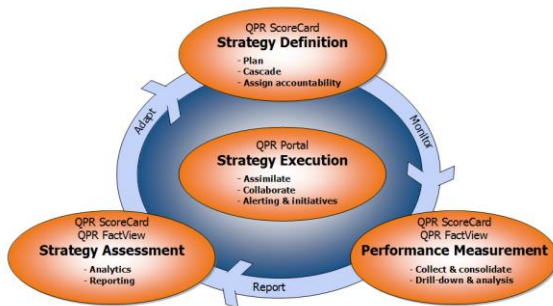 QPR ScoreCard
Strategy Definition
- Plan
- Cascade
- Assign accountability
Adapt
Monitor
QPR Portal
Strategy Execution
- Assimilate
- Collaborate
- Alerting & initiatives
QPR ScoreCard
QPR FactView
Strategy Assessment
- Analytics
- Reporting
QPR ScoreCard
QPR FactView
Performance Measurement
- Collect & consolidate
- Drill-down & analysis
Report